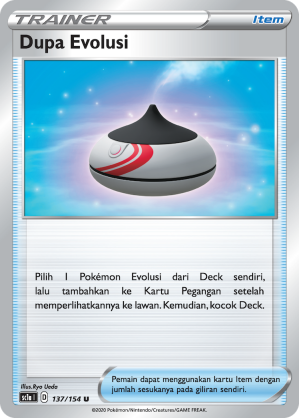 TRAINER Item
Dupa Evolusi
Pilih 1 Pokémon Evolusi dari Deck sendiri,
lalu tambahkan ke Kartu Pegangan setelah
memperlihatkannya ke lawan. Kemudian, kocok Deck.
Illus.Ryo Ueda
sc1a I D 137/154 U
Pemain dapat menggunakan kartu Item dengan
jumlah sesukanya pada giliran sendiri.
©2020 Pokémon/Nintendo/Creatures/GAME FREAK.